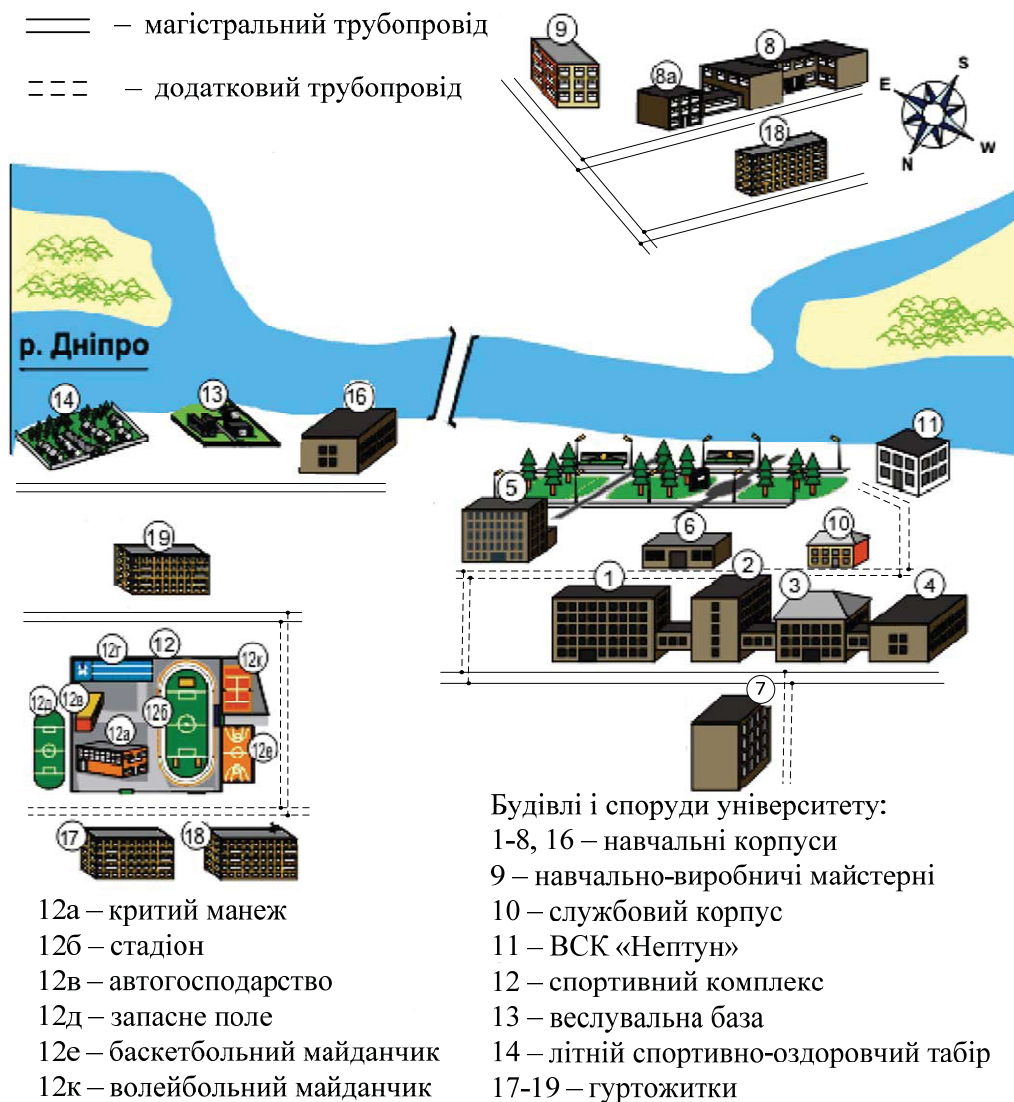 – магістральний трубопровід
– додатковий трубопровід
9
8
8а
18
S
E
W
N
р. Дніпро
14
13
16
11
5
6
10
19
1
2
3
4
12г
12
12к
12д
12в
12б
12а
12е
7
17
18
Будівлі і споруди університету:
1-8, 16 – навчальні корпуси
9 – навчально-виробничі майстерні
10 – службовий корпус
11 – ВСК «Нептун»
12 – спортивний комплекс
13 – веслувальна база
14 – літній спортивно-оздоровчий табір
17-19 – гуртожитки
12а – критий манеж
12б – стадіон
12в – автогосподарство
12д – запасне поле
12е – баскетбольний майданчик
12к – волейбольний майданчик